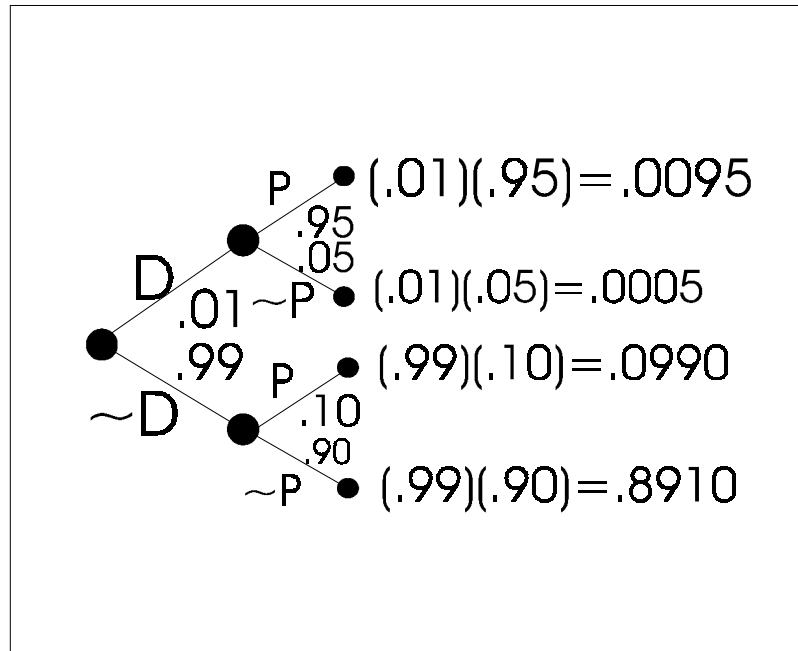 P
(.01)(.95)=.0095
.95
.05
D
.01
~P
(.01)(.05)=.0005
.99
P
(.99)(.10)=.0990
~D
.10
.90
~P
(.99)(.90)=.8910